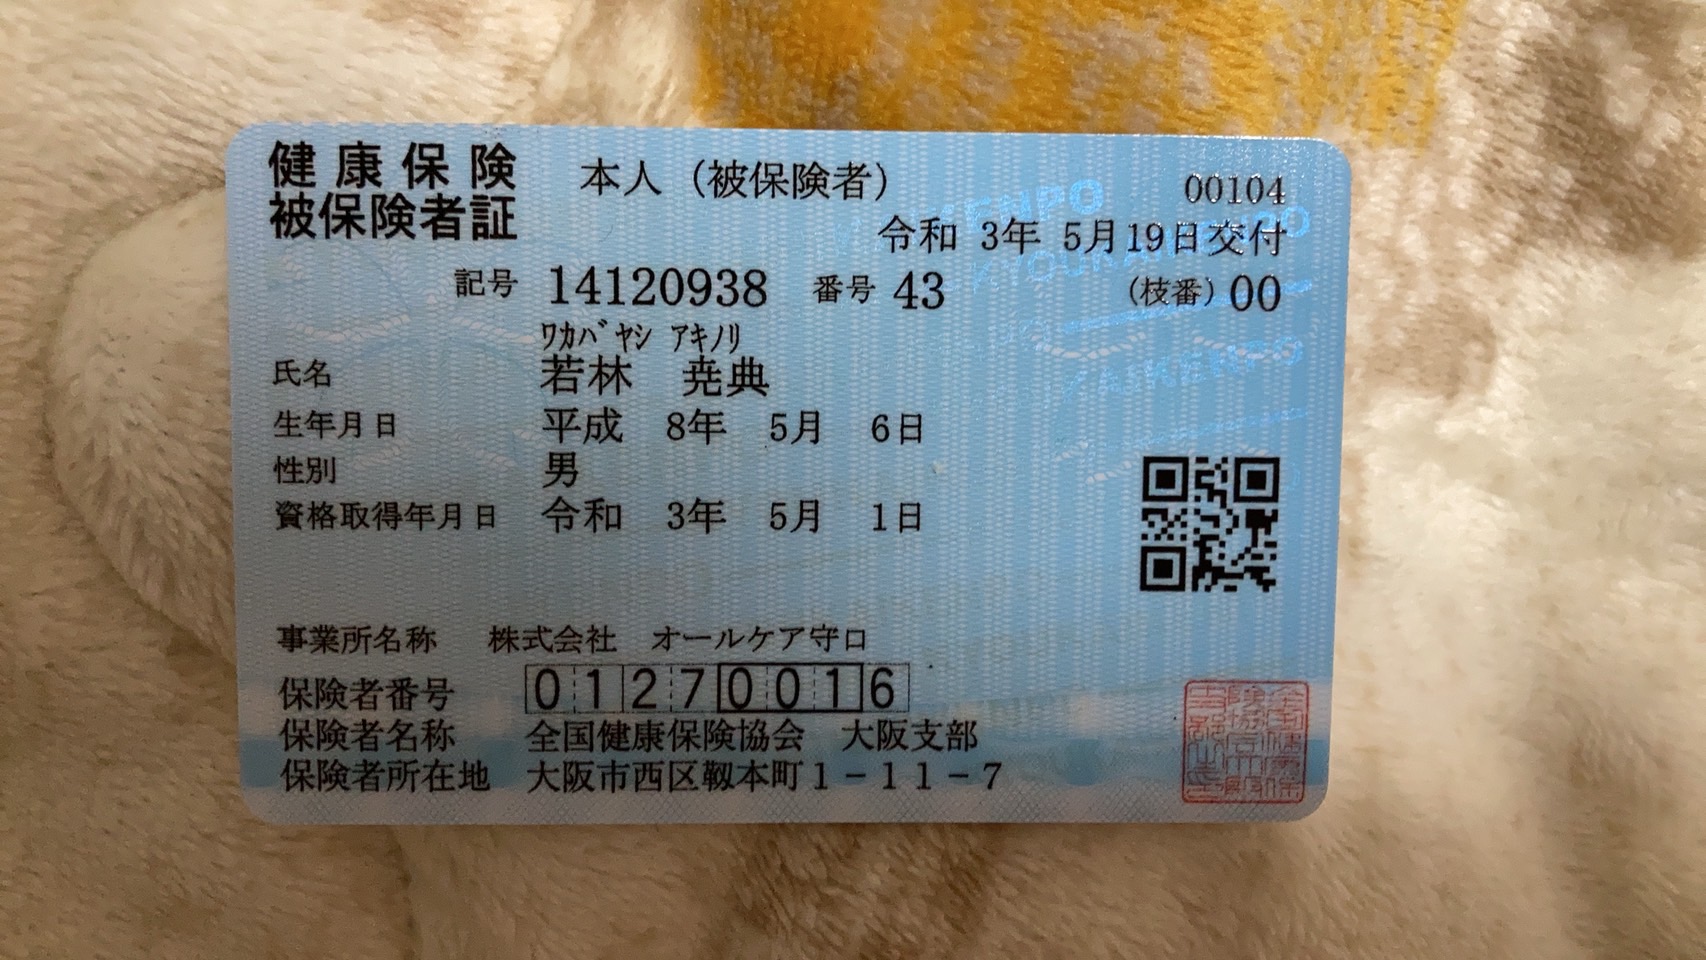 健康保険
被保険者証
本人（被保険者）
00104
令和 3年 5月19日交付
記号 14120938 番号 43 （枝番）00
ﾜｶﾊﾞﾔｼ ｱｷﾉﾘ
氏名 若林 尭典
生年月日 平成 8年 5月 6日
性別 男
資格取得年月日 令和 3年 5月 1日
事業所名称 株式会社 オールケア守口
保険者番号 01270016
保険者名称 全国健康保険協会 大阪支部
保険者所在地 大阪市西区靱本町1－11－7